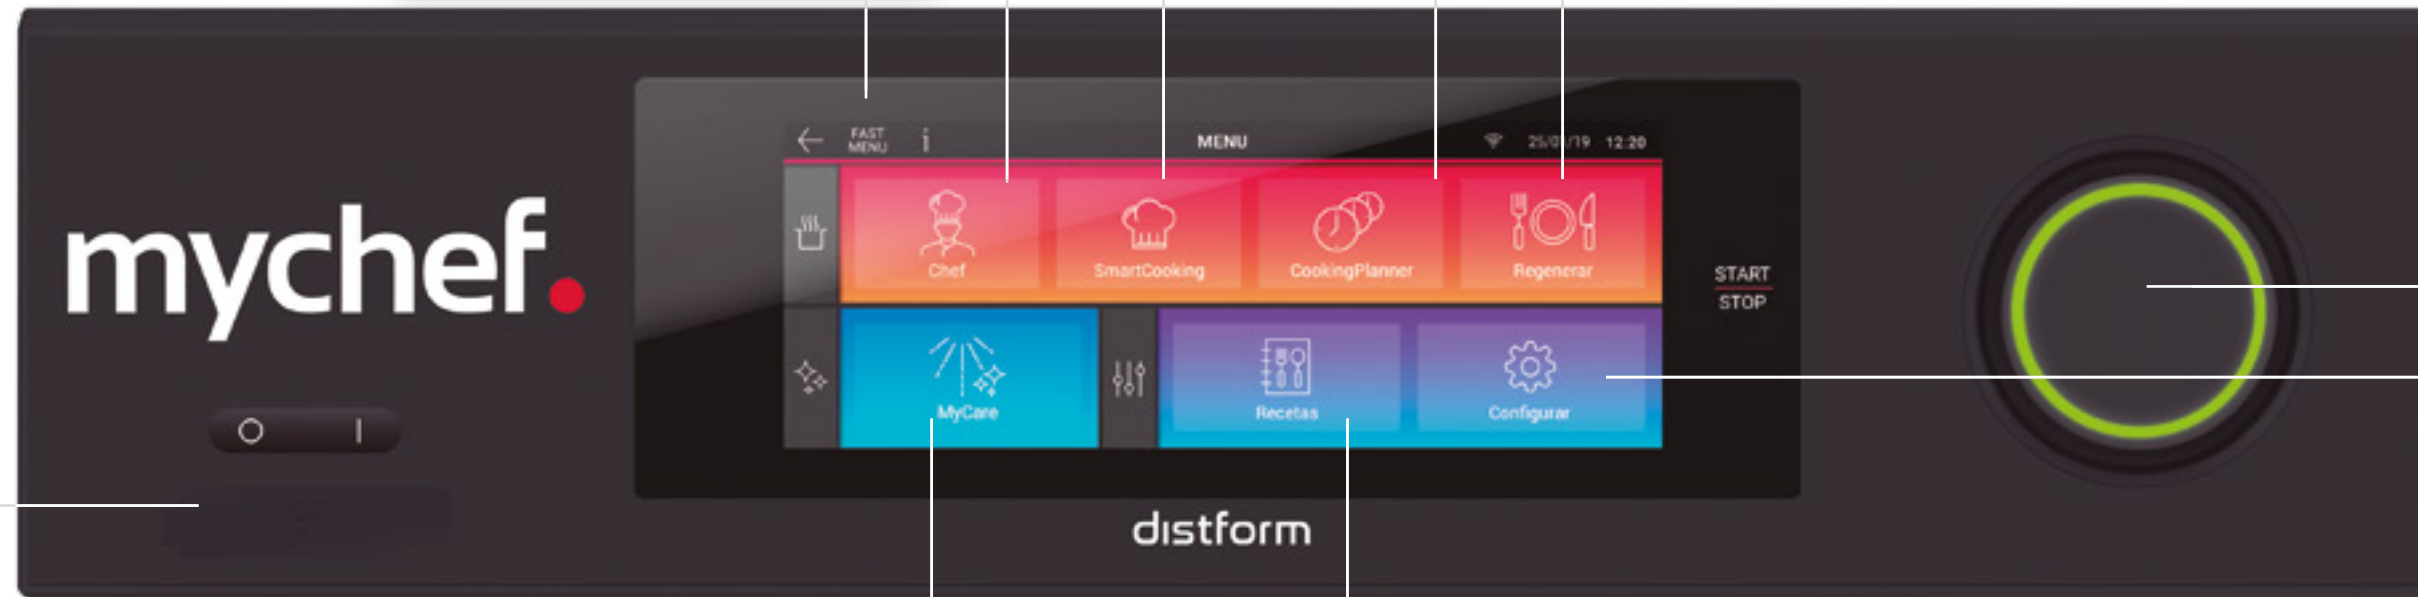 mychef.
FAST
MENU
i
MENU
12:20
Chef
SmartCooking
CookingPlanner
Regenerar
START
STOP
MyCare
Recetas
Configurar
O I
distform